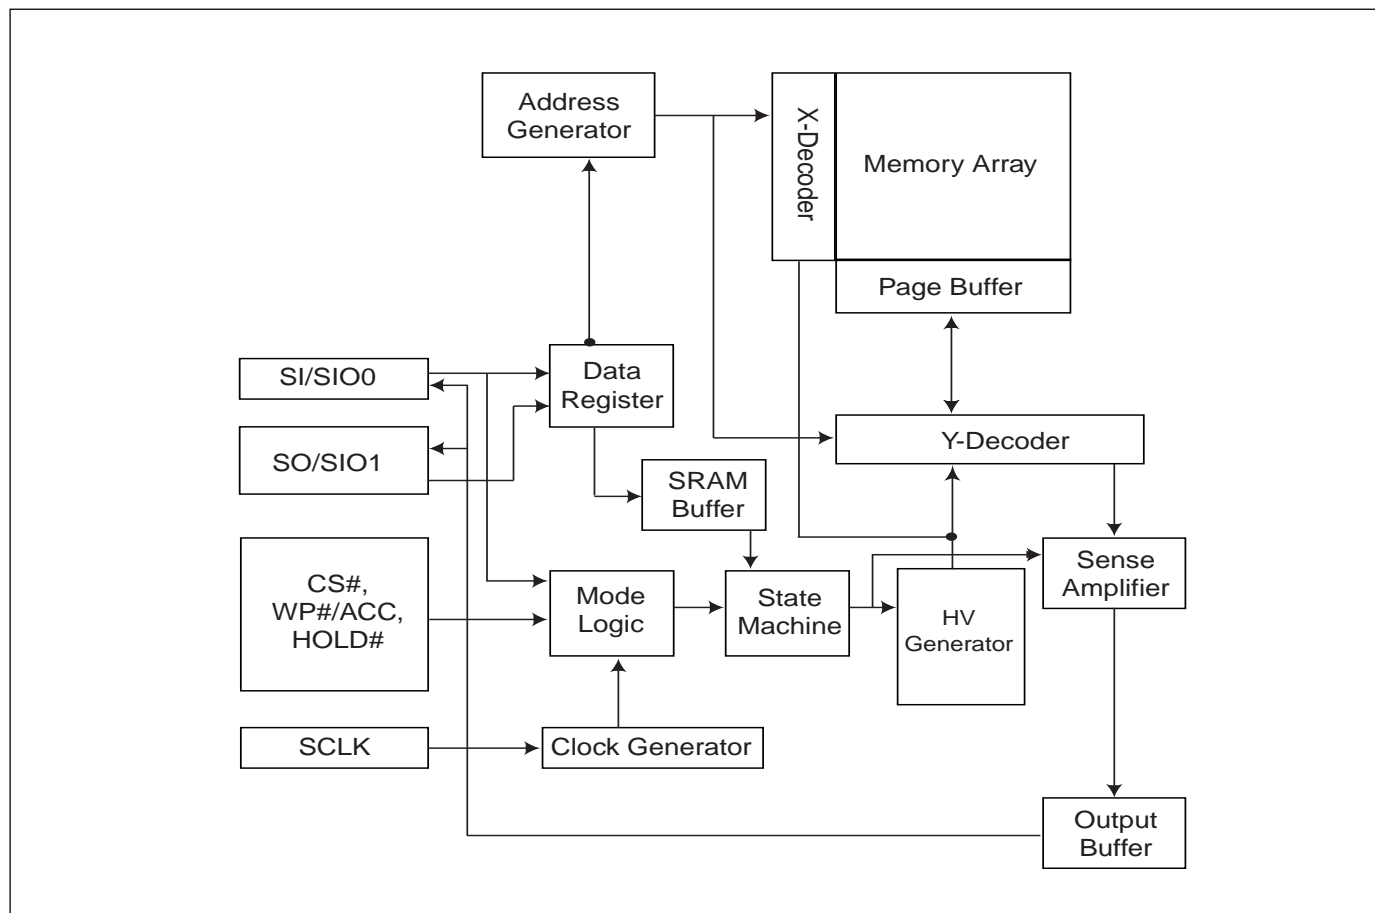 Address
Generator
X-Decoder
Memory Array
Page Buffer
SI/SIO0
Data
Register
SO/SIO1
Y-Decoder
SRAM
Buffer
CS#,
WP#/ACC,
HOLD#
Mode
Logic
State
Machine
HV
Generator
Sense
Amplifier
SCLK
Clock Generator
Output
Buffer